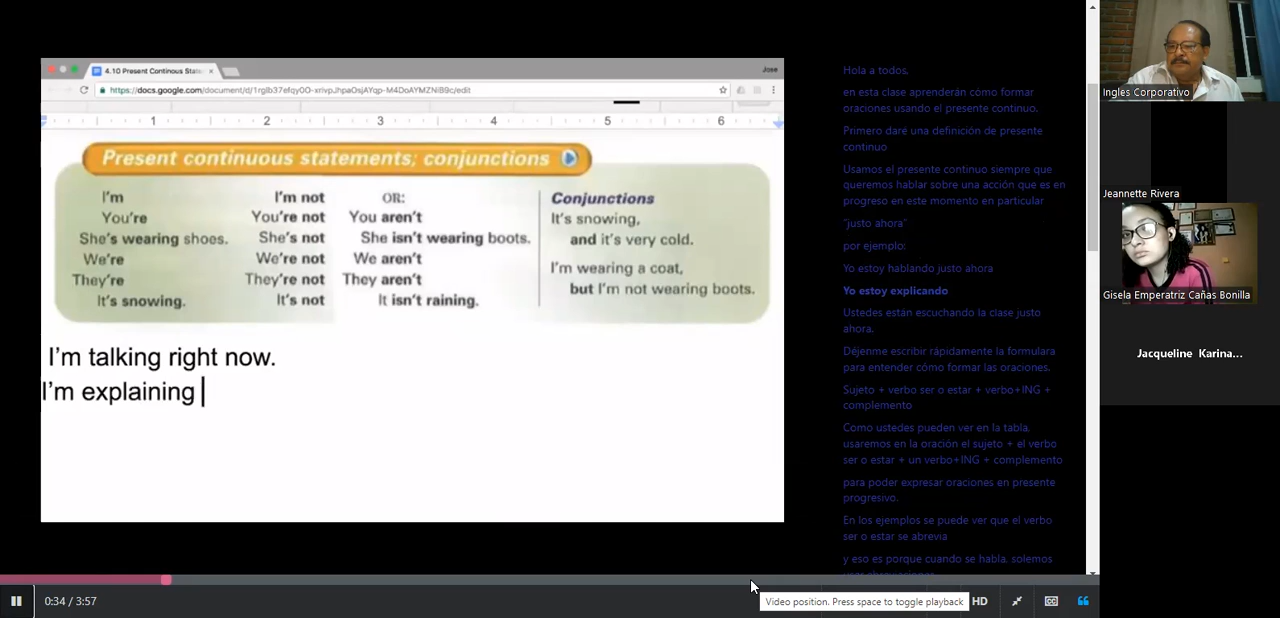 4.10 Present Continous State
Jose
https://docs.google.com/document/d/1rglb37efqy0O-xrivpJhpaOsjAYqp-M4DoAYMZNiB9c/edit
1 2 3 4 5 6
Present continuous statements; conjunctions
I'm I'm not OR: Conjunctions
You're You're not You aren't It's snowing,
She's wearing shoes. She's not She isn't wearing boots. and it's very cold.
We're We're not We aren't I'm wearing a coat,
They're They're not They aren't but I'm not wearing boots.
It's snowing. It's not It isn't raining.
I'm talking right now.
I'm explaining
Hola a todos,
en esta clase aprenderán cómo formar
oraciones usando el presente continuo.
Primero daré una definición de presente
continuo
Usamos el presente continuo siempre que
queremos hablar sobre una acción que es en
progreso en este momento en particular
"justo ahora"
por ejemplo:
Yo estoy hablando justo ahora
Yo estoy explicando
Ustedes están escuchando la clase justo
ahora.
Déjenme escribir rápidamente la formulara
para entender cómo formar las oraciones.
Sujeto + verbo ser o estar + verbo+ING +
complemento
Como ustedes pueden ver en la tabla,
usaremos en la oración el sujeto + el verbo
ser o estar + un verbo+ING + complemento
para poder expresar oraciones en presente
progresivo.
En los ejemplos se puede ver que el verbo
ser o estar se abrevia
y eso es porque cuando se habla, solemos
Ingles Corporativo
Jeannette Rivera
Gisela Emperatriz Cañas Bonilla
Jacqueline Karina...
0:34 / 3:57
Video position. Press space to toggle playback
HD
CC